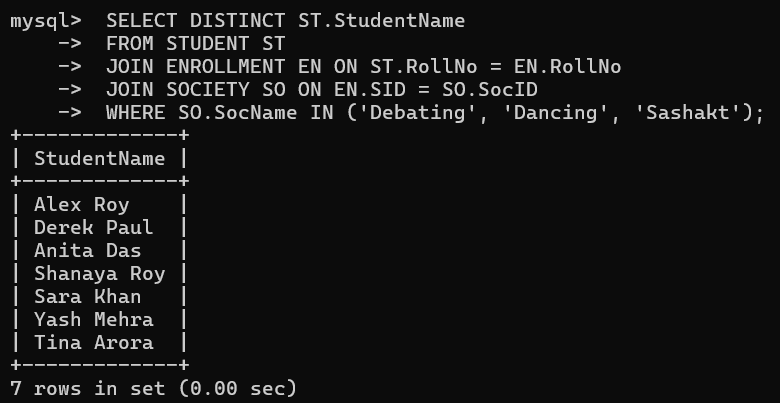 mysql>  SELECT DISTINCT ST.StudentName
    ->  FROM STUDENT ST
    ->  JOIN ENROLLMENT EN ON ST.RollNo = EN.RollNo
    ->  JOIN SOCIETY SO ON EN.SID = SO.SocID
    ->  WHERE SO.SocName IN ('Debating', 'Dancing', 'Sashakt');
+-------------+
| StudentName |
+-------------+
| Alex Roy    |
| Derek Paul  |
| Anita Das   |
| Shanaya Roy |
| Sara Khan   |
| Yash Mehra  |
| Tina Arora  |
+-------------+
7 rows in set (0.00 sec)